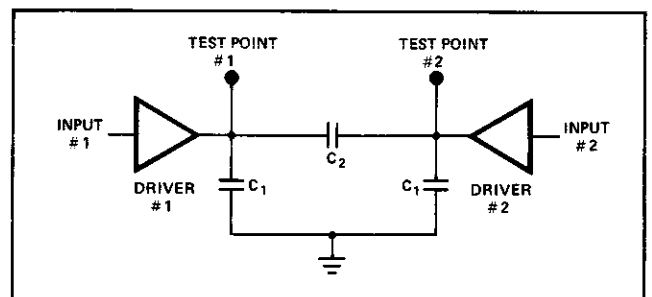 TEST POINT
#1
TEST POINT
#2
INPUT
#1
C2
INPUT
#2
DRIVER
#1
C1
C1
DRIVER
#2